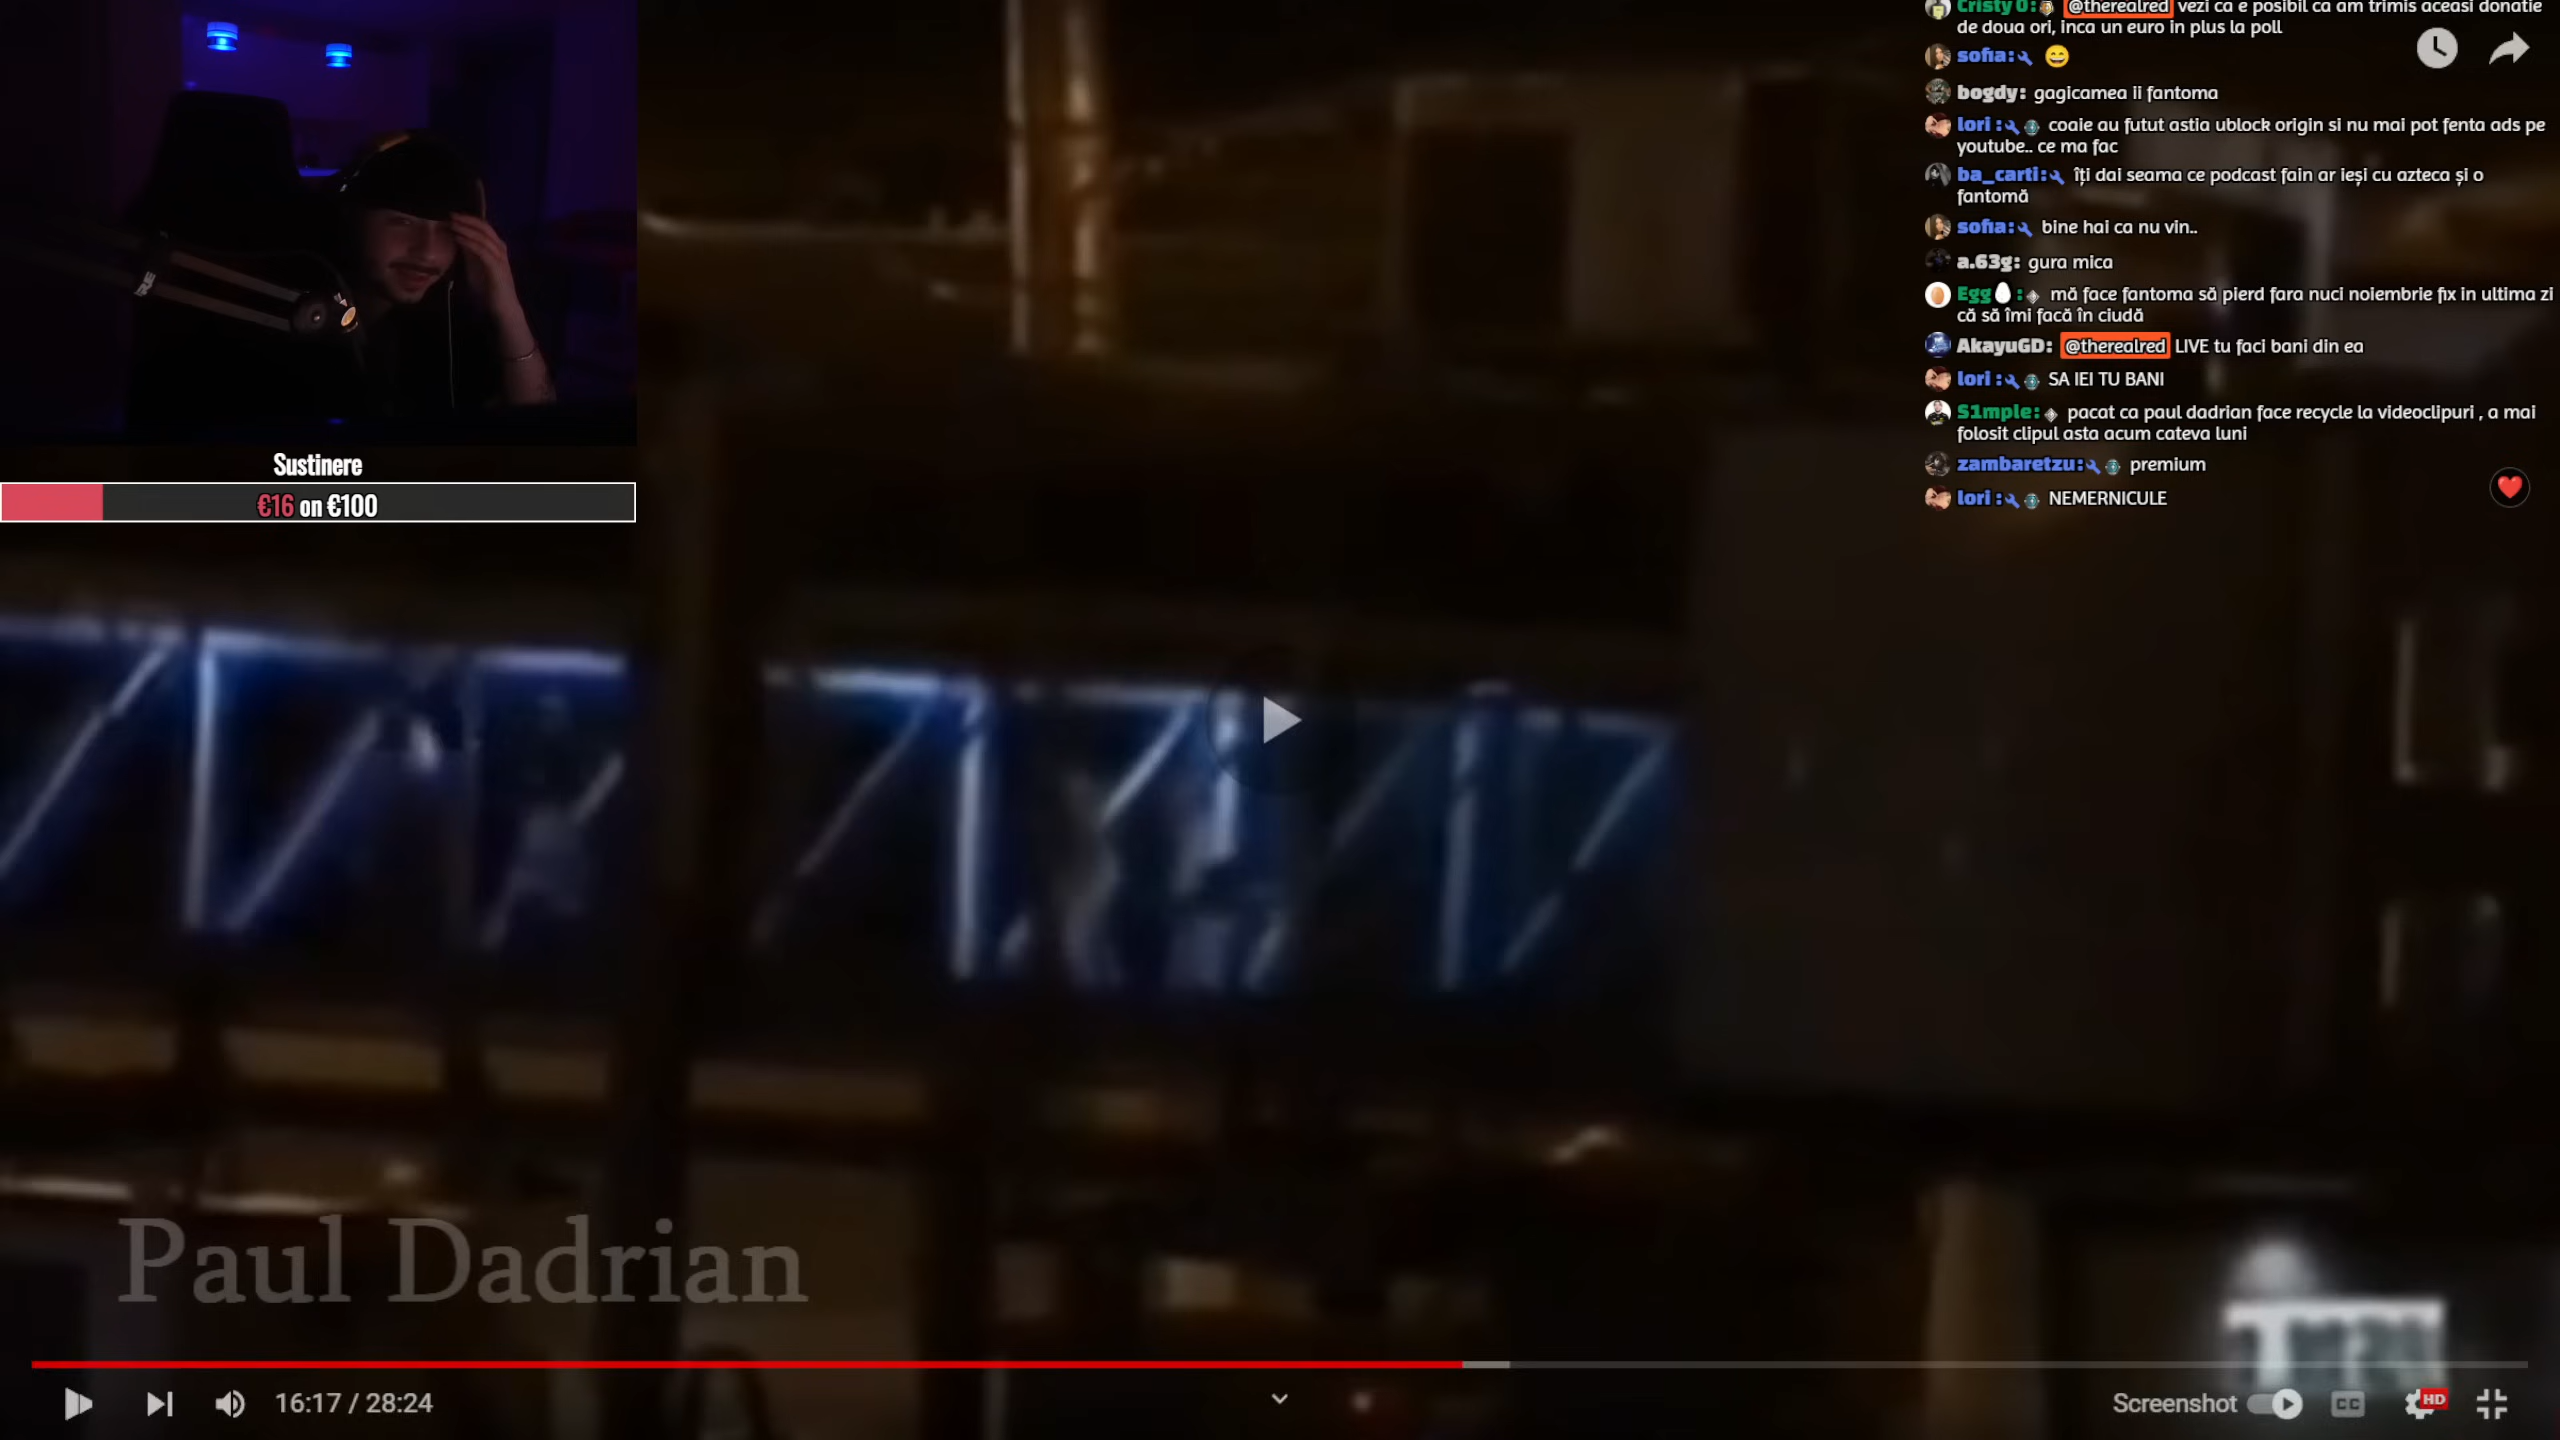 Cristy 0: @therealred vezi ca e posibil ca am trimis aceasi donatie
de doua ori, inca un euro in plus la poll
sofia: 😄
bogdy: gagicamea ii fantoma
lori : coaie au futut astia ublock origin si nu mai pot fenta ads pe
youtube.. ce ma fac
ba_carti: îți dai seama ce podcast fain ar ieși cu azteca și o
fantomă
sofia: bine hai ca nu vin..
a.63g: gura mica
Egg🥚: mă face fantoma să pierd fara nuci noiembrie fix in ultima zi
că să îmi facă în ciudă
AkayuGD: @therealred LIVE tu faci bani din ea
lori : SA IEI TU BANI
S1mple: pacat ca paul dadrian face recycle la videoclipuri , a mai
folosit clipul asta acum cateva luni
zambaretzu: premium
lori : NEMERNICULE
Sustinere
€16 on €100
Paul Dadrian
16:17 / 28:24
Screenshot
CC
HD